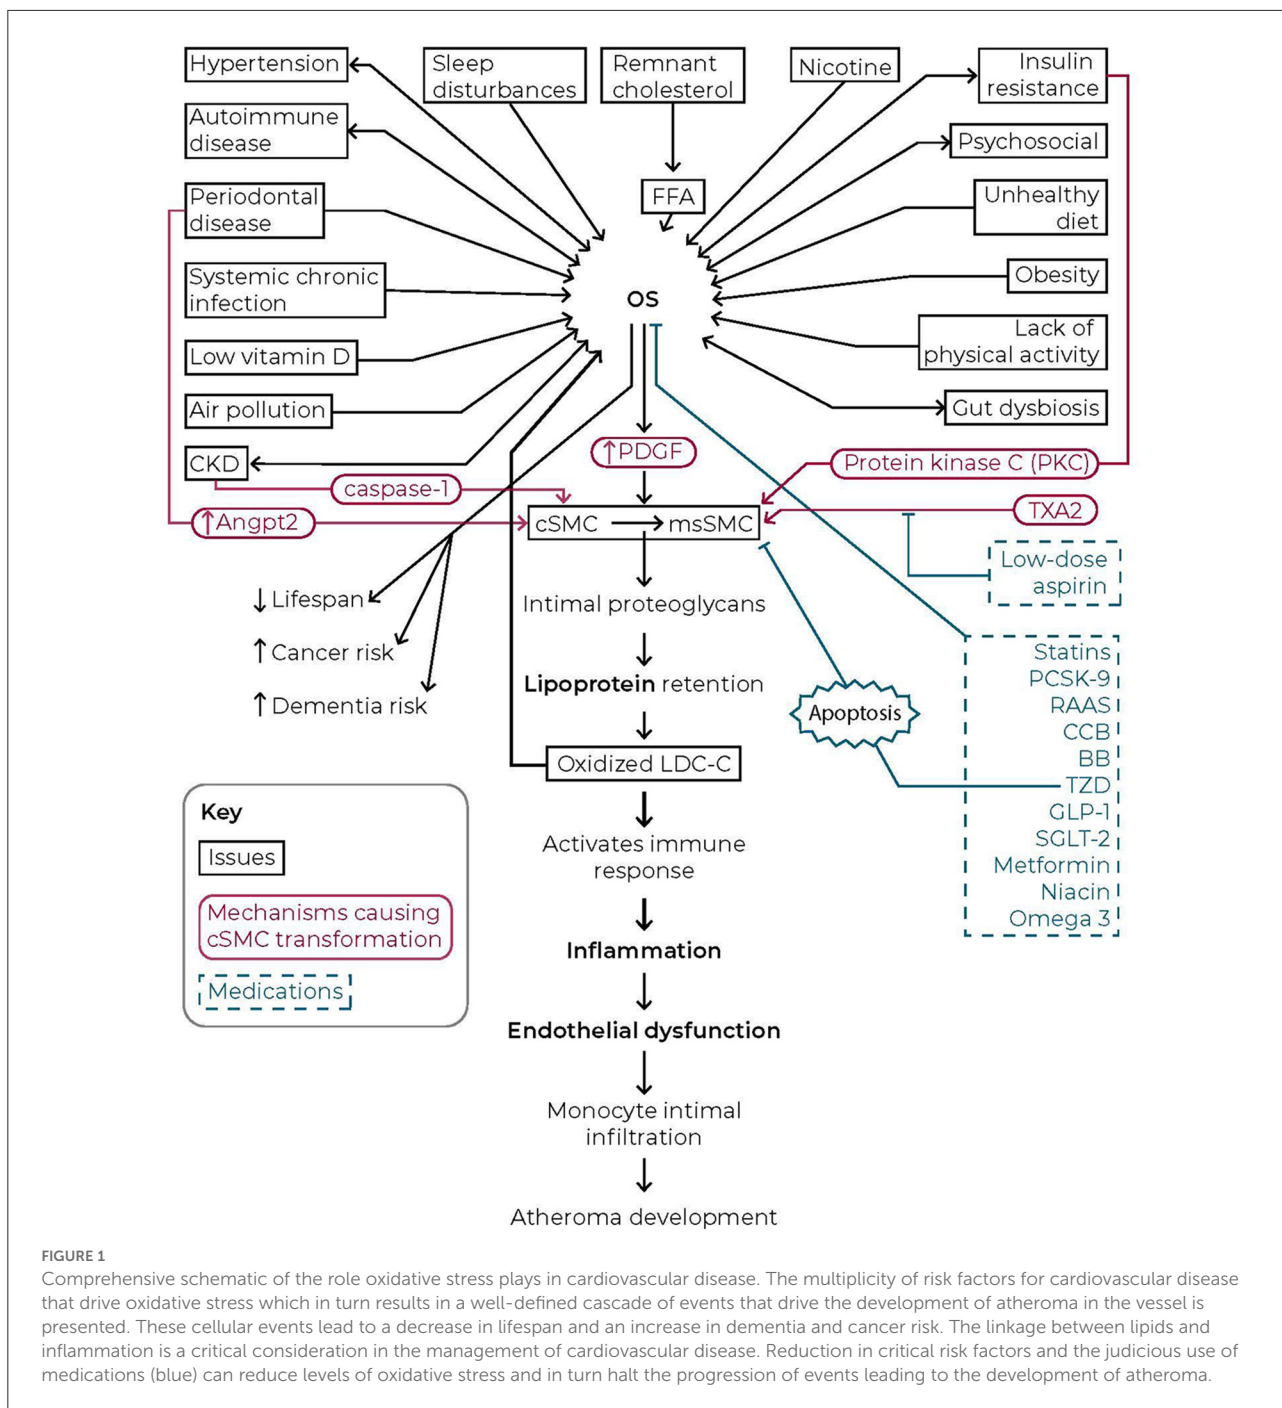 Hypertension
Sleep
disturbances
Remnant
cholesterol
Nicotine
Insulin
resistance
Autoimmune
disease
Psychosocial
Periodontal
disease
FFA
Unhealthy
diet
Systemic chronic
infection
OS
Obesity
Low vitamin D
Lack of
physical activity
Air pollution
Gut dysbiosis
CKD
↑PDGF
Protein kinase C (PKC)
caspase-1
↑Angpt2
cSMC → msSMC
TXA2
Low-dose
aspirin
↓ Lifespan
↑ Cancer risk
↑ Dementia risk
Intimal proteoglycans
Lipoprotein retention
Oxidized LDC-C
Apoptosis
Statins
PCSK-9
RAAS
CCB
BB
TZD
GLP-1
SGLT-2
Metformin
Niacin
Omega 3
Activates immune
response
Inflammation
Endothelial dysfunction
Monocyte intimal
infiltration
Atheroma development
Key
Issues
Mechanisms causing
cSMC transformation
Medications
FIGURE 1
Comprehensive schematic of the role oxidative stress plays in cardiovascular disease. The multiplicity of risk factors for cardiovascular disease
that drive oxidative stress which in turn results in a well-defined cascade of events that drive the development of atheroma in the vessel is
presented. These cellular events lead to a decrease in lifespan and an increase in dementia and cancer risk. The linkage between lipids and
inflammation is a critical consideration in the management of cardiovascular disease. Reduction in critical risk factors and the judicious use of
medications (blue) can reduce levels of oxidative stress and in turn halt the progression of events leading to the development of atheroma.